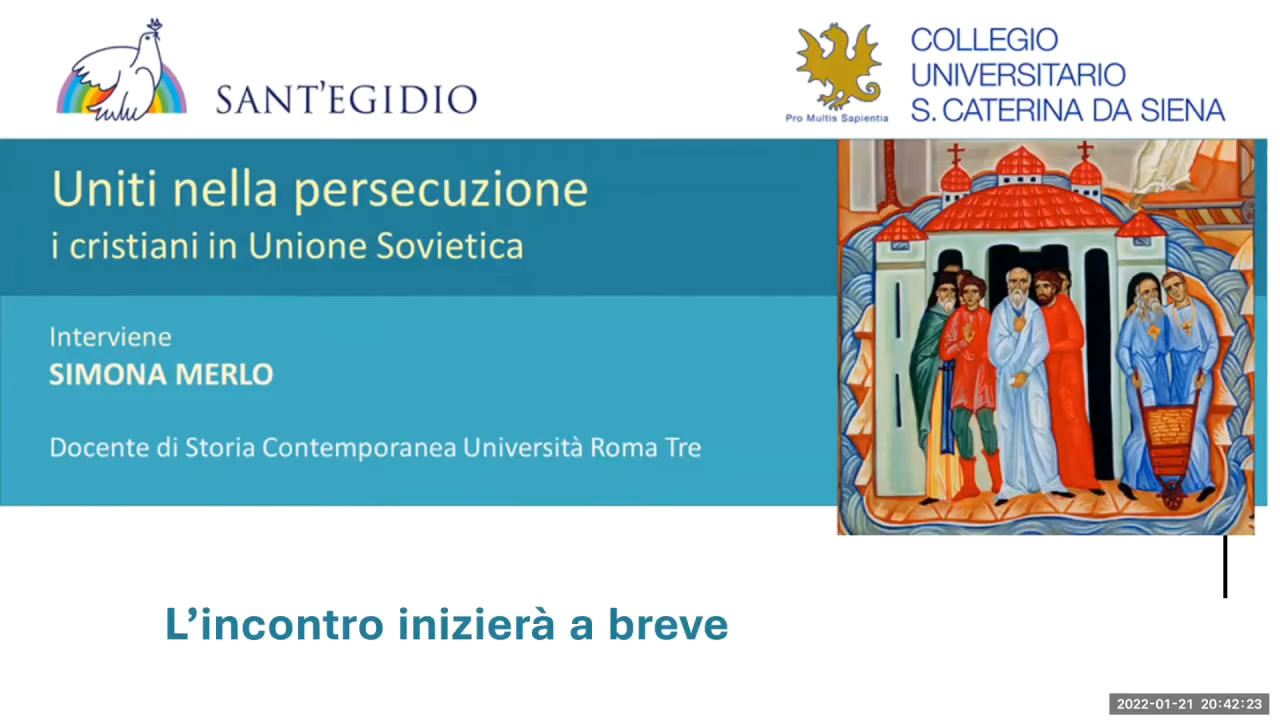 SANT'EGIDIO
Pro Multis Sapientia
COLLEGIO
UNIVERSITARIO
S. CATERINA DA SIENA
Uniti nella persecuzione
i cristiani in Unione Sovietica
Interviene
SIMONA MERLO
Docente di Storia Contemporanea Università Roma Tre
L’incontro inizierà a breve
2022-01-21 20:42:23